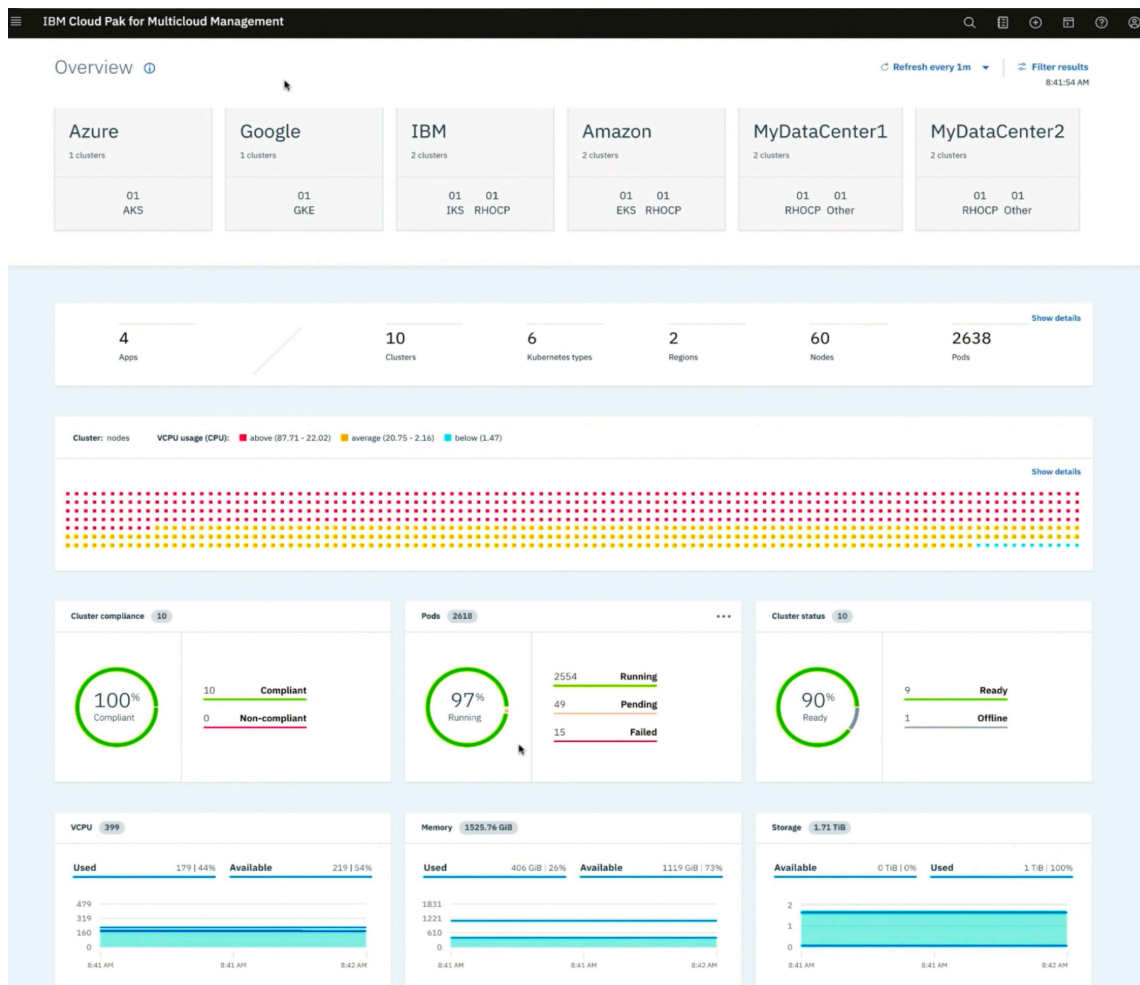 IBM Cloud Pak for Multicloud Management
Overview
Refresh every 1m
Filter results
8:41:54 AM
Azure
1 clusters
01
AKS
Google
1 clusters
01
GKE
IBM
2 clusters
01 01
IKS RHOCP
Amazon
2 clusters
01 01
EKS RHOCP
MyDataCenter1
2 clusters
01 01
RHOCP Other
MyDataCenter2
2 clusters
01 01
RHOCP Other
Show details
4
Apps
10
Clusters
6
Kubernetes types
2
Regions
60
Nodes
2638
Pods
Cluster: nodes VCPU usage (CPU): above (87.71 - 22.02) average (20.75 - 2.16) below (1.47)
Show details
Cluster compliance 10
100%
Compliant
10 Compliant
0 Non-compliant
Pods 2618
97%
Running
2554 Running
49 Pending
15 Failed
Cluster status 10
90%
Ready
9 Ready
1 Offline
VCPU 399
Used 179 | 44% Available 219 | 54%
479
319
160
0
8:41 AM 8:41 AM 8:42 AM
Memory 1525.76 GiB
Used 406 GiB | 26% Available 1119 GiB | 73%
1831
1221
610
0
8:41 AM 8:41 AM 8:42 AM
Storage 1.71 TiB
Available 0 TiB | 0% Used 1 TiB | 100%
2
1
0
8:41 AM 8:41 AM 8:42 AM